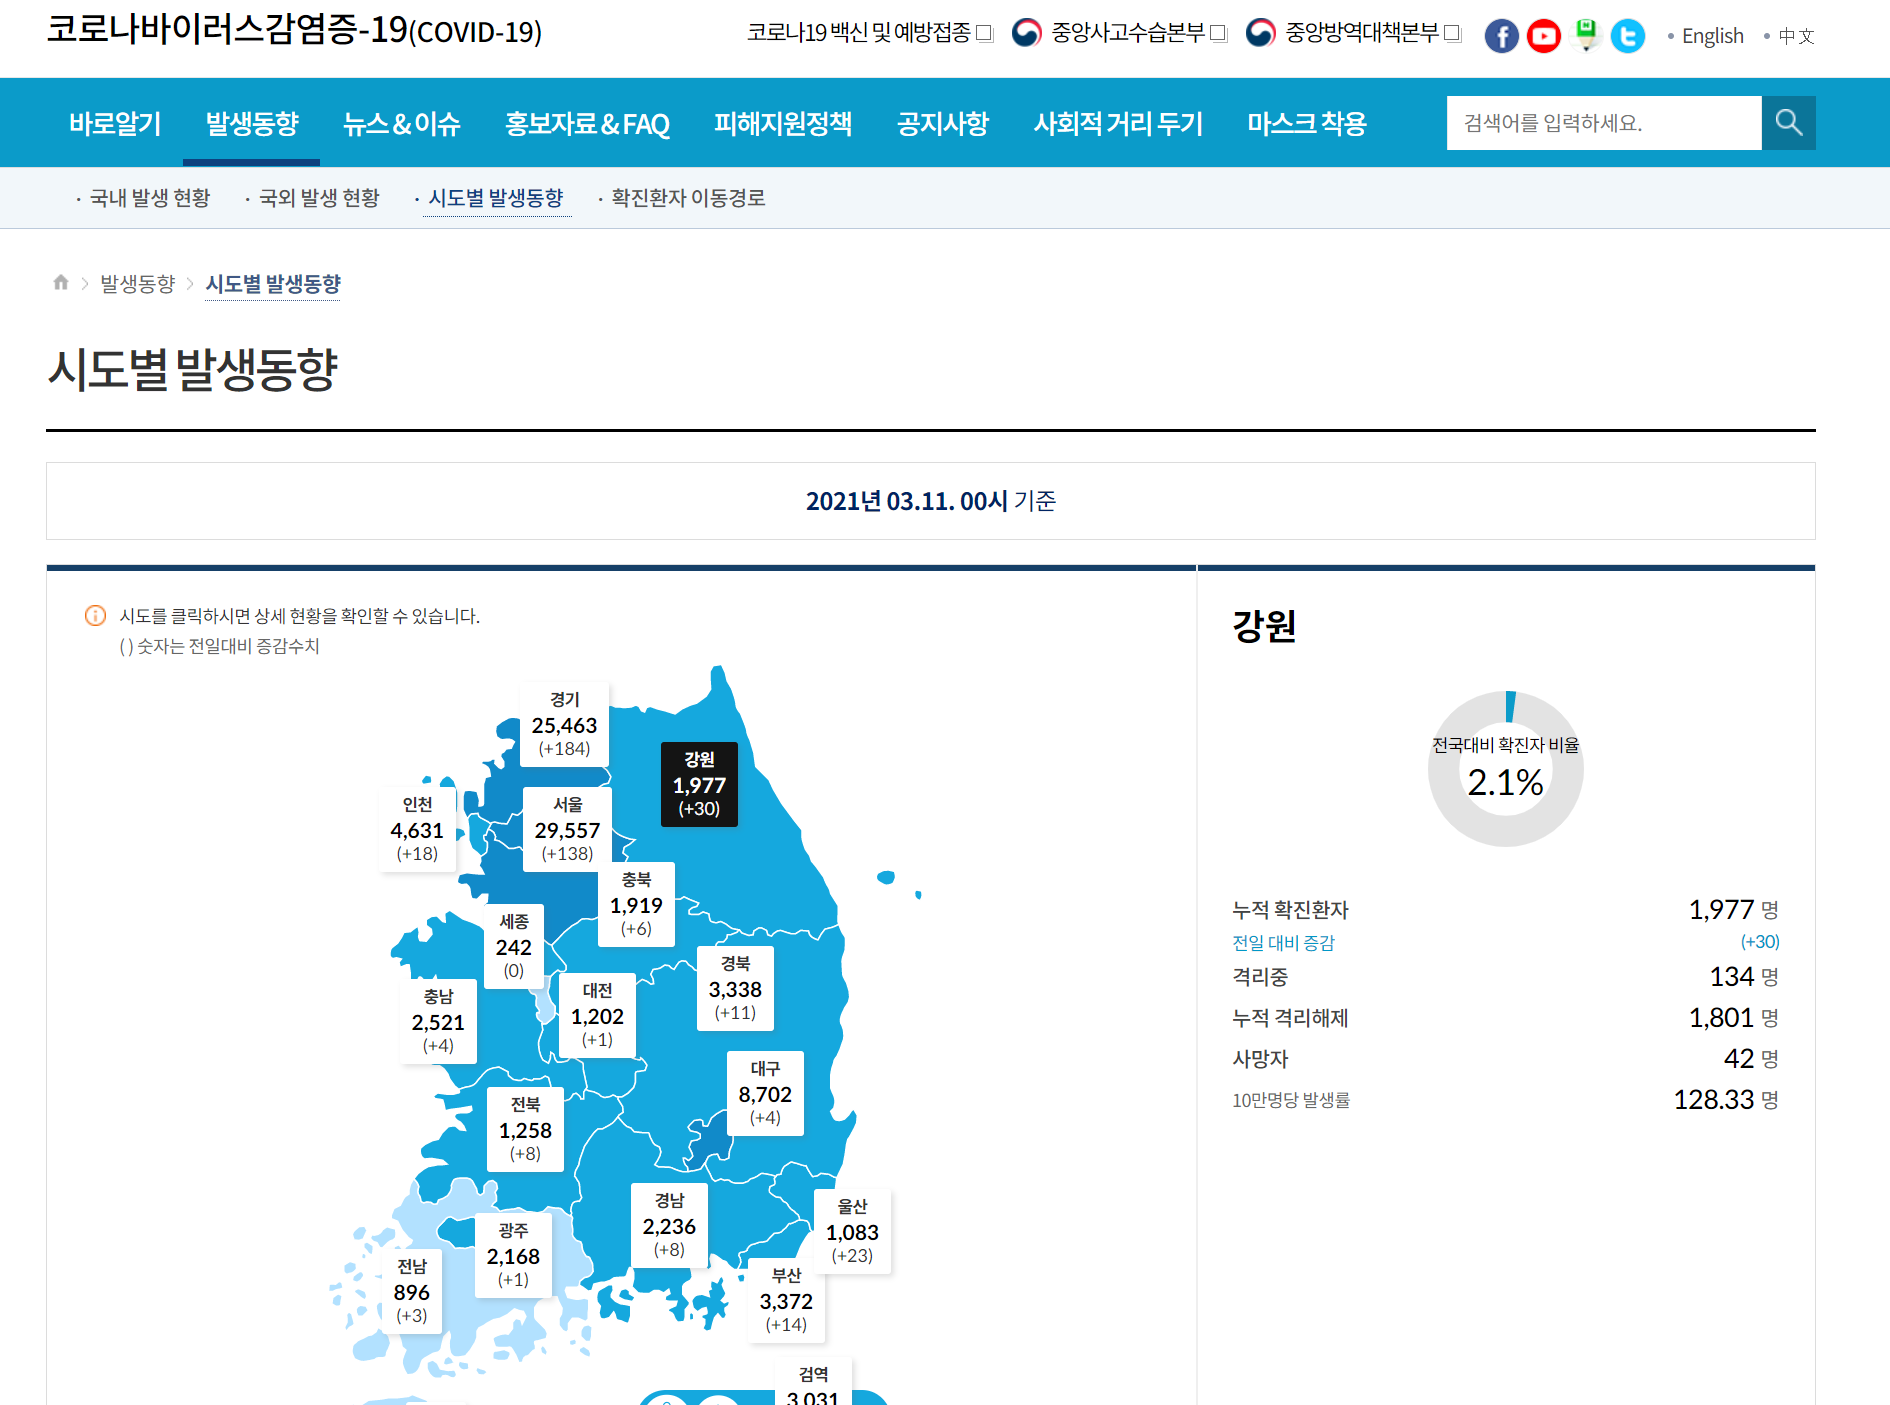 코로나바이러스감염증-19(COVID-19)
코로나19 백신 및 예방접종
중앙사고수습본부
중앙방역대책본부
English
中文
바로알기
발생동향
뉴스 & 이슈
홍보자료 & FAQ
피해지원정책
공지사항
사회적 거리 두기
마스크 착용
검색어를 입력하세요.
· 국내 발생 현황
· 국외 발생 현황
· 시도별 발생동향
· 확진환자 이동경로
발생동향
시도별 발생동향
시도별 발생동향
2021년 03.11. 00시 기준
시도를 클릭하시면 상세 현황을 확인할 수 있습니다.
( ) 숫자는 전일대비 증감수치
경기
25,463
(+184)
강원
1,977
(+30)
인천
4,631
(+18)
서울
29,557
(+138)
충북
1,919
(+6)
세종
242
(0)
경북
3,338
(+11)
대전
1,202
(+1)
충남
2,521
(+4)
대구
8,702
(+4)
전북
1,258
(+8)
경남
2,236
(+8)
울산
1,083
(+23)
광주
2,168
(+1)
전남
896
(+3)
부산
3,372
(+14)
검역
3,031
강원
전국대비 확진자 비율
2.1%
누적 확진환자 1,977 명
전일 대비 증감 (+30)
격리중 134 명
누적 격리해제 1,801 명
사망자 42 명
10만명당 발생률 128.33 명